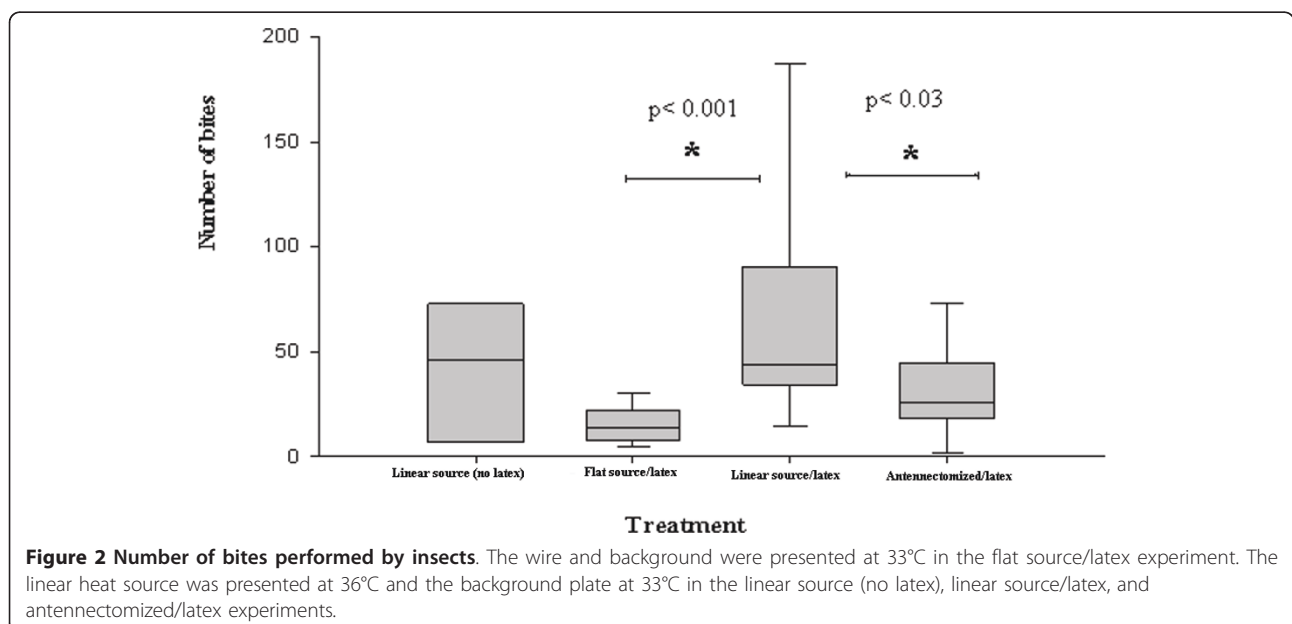 200
p< 0.03
p< 0.001
150
*
*
Number of bites
100
50
0
Linear source (no latex)
Flat source/latex
Linear source/latex
Antennectomized/latex
Treatment
Figure 2 Number of bites performed by insects. The wire and background were presented at 33°C in the flat source/latex experiment. The
linear heat source was presented at 36°C and the background plate at 33°C in the linear source (no latex), linear source/latex, and
antennectomized/latex experiments.